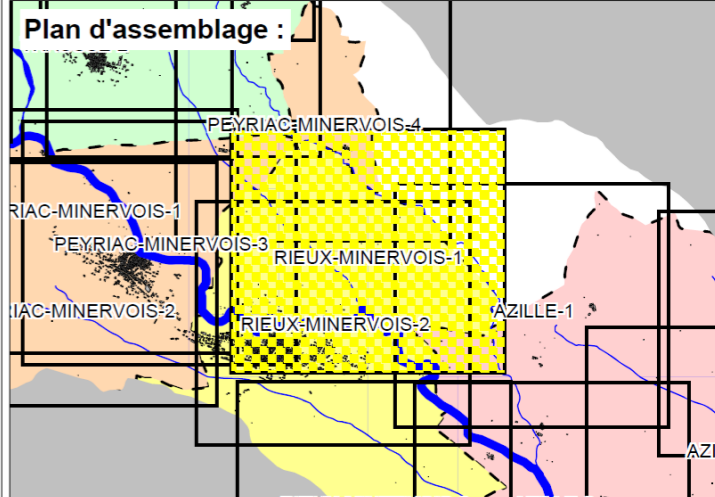 Plan d'assemblage :
PEYRIAC-MINERVOIS-4
RIAC-MINERVOIS-1
PEYRIAC-MINERVOIS-3
RIEUX-MINERVOIS-1
RIAC-MINERVOIS-2
RIEUX-MINERVOIS-2
AZILLE-1
AZI